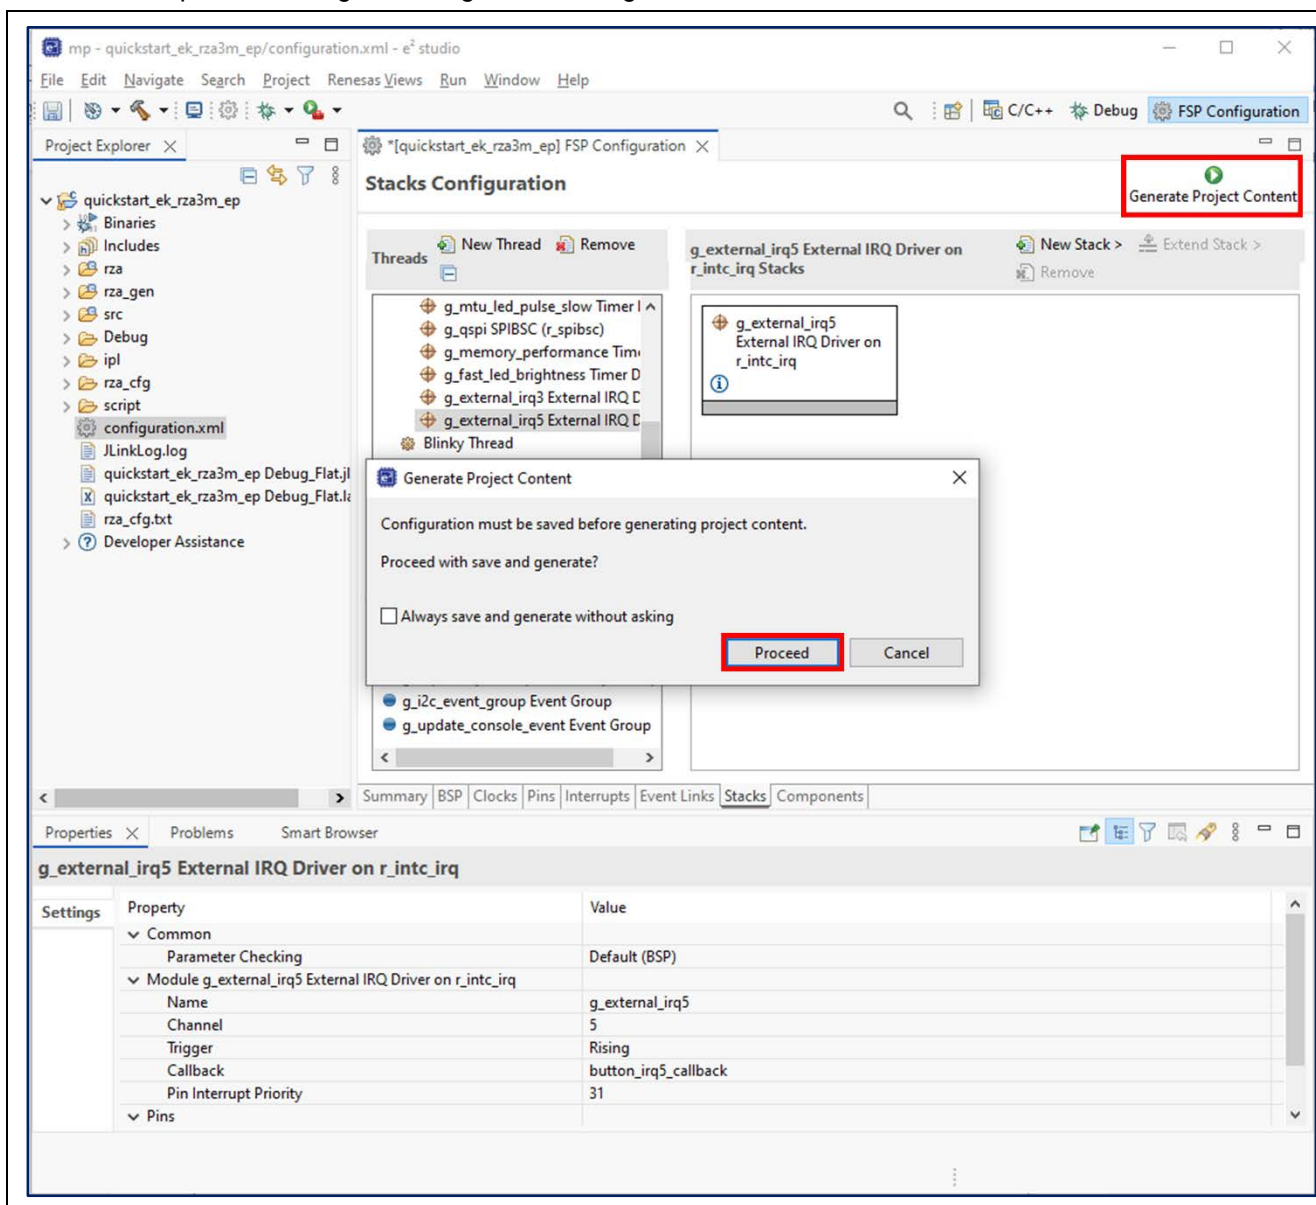 mp - quickstart_ek_rza3m_ep/configuration.xml - e² studio
File Edit Navigate Search Project Renesas Views Run Window Help
C/C++ Debug FSP Configuration
Project Explorer
*[quickstart_ek_rza3m_ep] FSP Configuration
quickstart_ek_rza3m_ep
Binaries
Includes
rza
rza_gen
src
Debug
ipl
rza_cfg
script
configuration.xml
JLinkLog.log
quickstart_ek_rza3m_ep Debug_Flat.jl
quickstart_ek_rza3m_ep Debug_Flat.la
rza_cfg.txt
Developer Assistance
Stacks Configuration
Generate Project Content
Threads
New Thread Remove
g_mtu_led_pulse_slow Timer
g_qspi SPIBSC (r_spibsc)
g_memory_performance Time
g_fast_led_brightness Timer D
g_external_irq3 External IRQ D
g_external_irq5 External IRQ D
Blinky Thread
g_i2c_event_group Event Group
g_update_console_event Event Group
g_external_irq5 External IRQ Driver on
r_intc_irq Stacks
New Stack > Extend Stack >
Remove
g_external_irq5
External IRQ Driver on
r_intc_irq
Generate Project Content
Configuration must be saved before generating project content.
Proceed with save and generate?
Always save and generate without asking
Proceed Cancel
Summary BSP Clocks Pins Interrupts Event Links Stacks Components
Properties Problems Smart Browser
g_external_irq5 External IRQ Driver on r_intc_irq
Settings
Property Value
Common
Parameter Checking Default (BSP)
Module g_external_irq5 External IRQ Driver on r_intc_irq
Name g_external_irq5
Channel 5
Trigger Rising
Callback button_irq5_callback
Pin Interrupt Priority 31
Pins